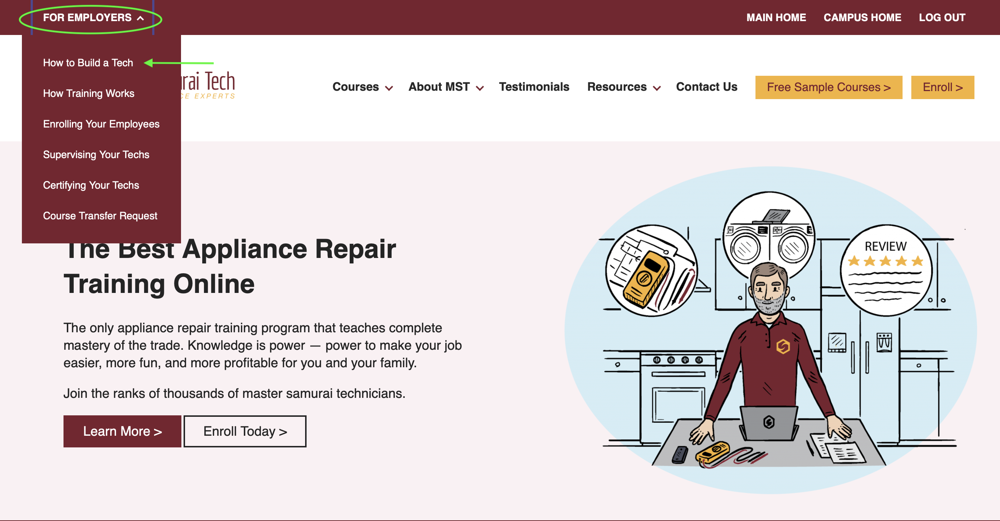 FOR EMPLOYERS
MAIN HOME
CAMPUS HOME
LOG OUT
How to Build a Tech
How Training Works
Enrolling Your Employees
Supervising Your Techs
Certifying Your Techs
Course Transfer Request
Tech
EXPERTS
Courses
About MST
Testimonials
Resources
Contact Us
Free Sample Courses >
Enroll >
The Best Appliance Repair
Training Online
The only appliance repair training program that teaches complete
mastery of the trade. Knowledge is power — power to make your job
easier, more fun, and more profitable for you and your family.
Join the ranks of thousands of master samurai technicians.
Learn More >
Enroll Today >
REVIEW